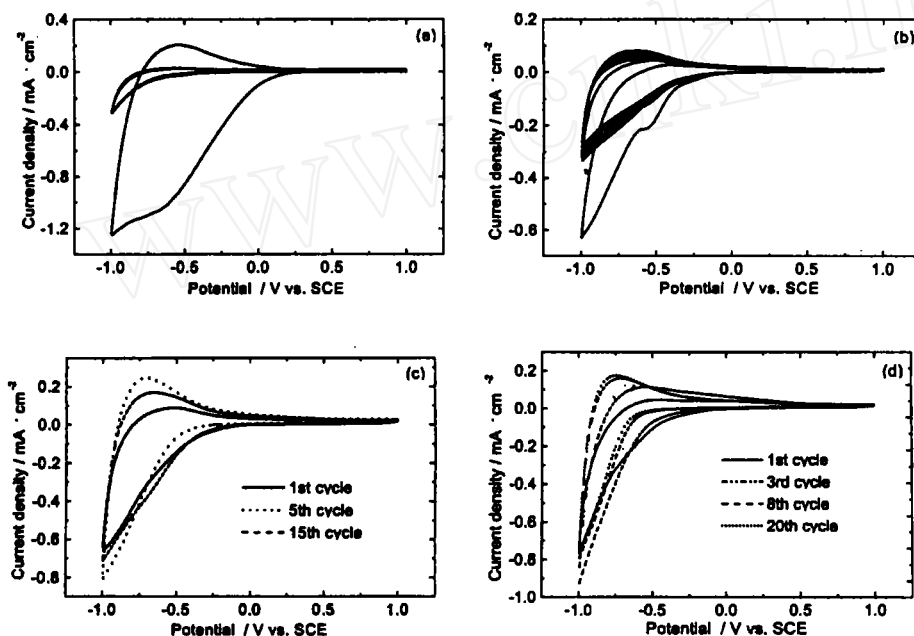 (a)
0.4
0.0
-0.4
-0.8
-1.2
Current density / mA · cm⁻²
-1.0 -0.5 0.0 0.5 1.0
Potential / V vs. SCE
(b)
0.2
0.0
-0.2
-0.4
-0.6
Current density / mA · cm⁻²
-1.0 -0.5 0.0 0.5 1.0
Potential / V vs. SCE
(c)
0.2
0.0
-0.2
-0.4
-0.6
-0.8
Current density / mA · cm⁻²
1st cycle
5th cycle
15th cycle
-1.0 -0.5 0.0 0.5 1.0
Potential / V vs. SCE
(d)
0.2
0.0
-0.2
-0.4
-0.6
-0.8
-1.0
Current density / mA · cm⁻²
1st cycle
3rd cycle
8th cycle
20th cycle
-1.0 -0.5 0.0 0.5 1.0
Potential / V vs. SCE